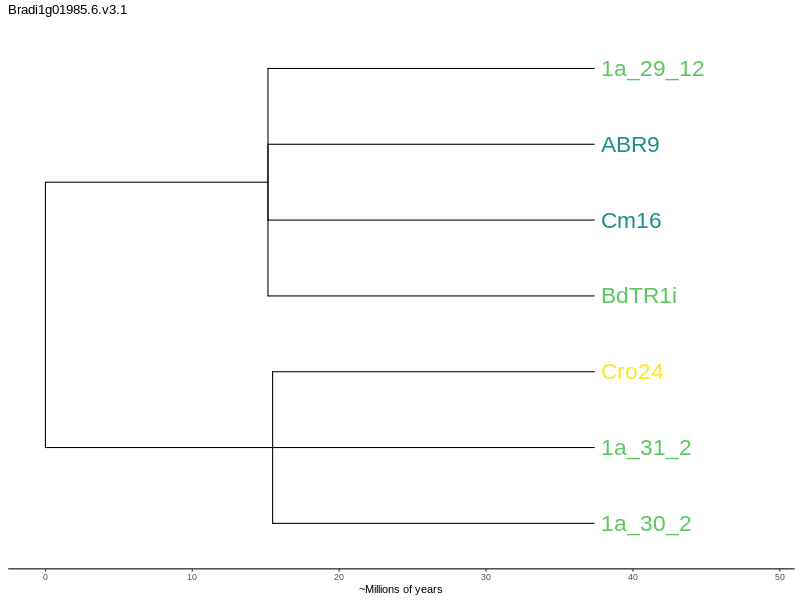 Bradi1g01985.6.v3.1
1a_29_12
ABR9
Cm16
BdTR1i
Cro24
1a_31_2
1a_30_2
0 10 20 30 40 50
~Millions of years